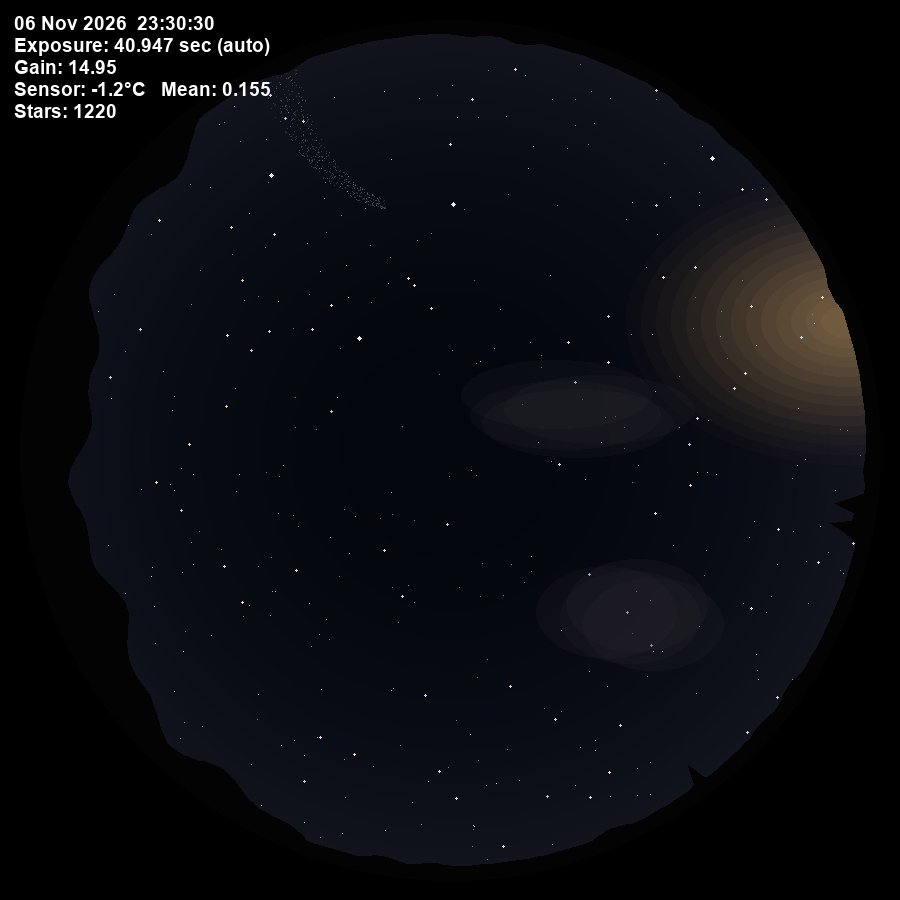 06 Nov 2026  23:30:30
Exposure: 40.947 sec (auto)
Gain: 14.95
Sensor: -1.2°C   Mean: 0.155
Stars: 1220